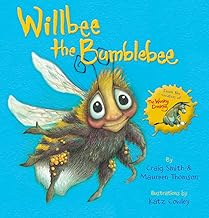 Willbee
the Bumblebee
From the
creators of
The Wonky
Donkey!
By
Craig Smith &
Maureen Thomson
Illustrations by
Katz Cowley